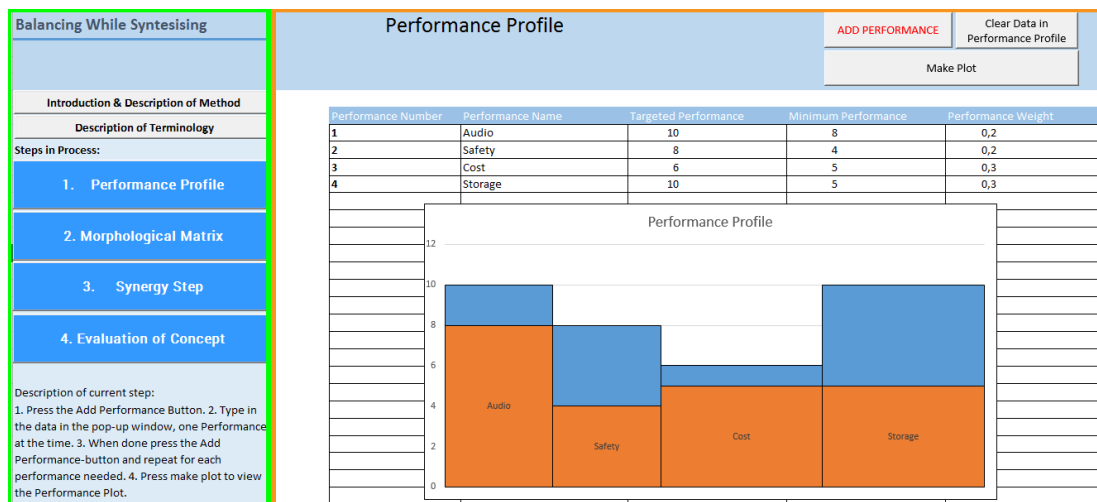 Balancing While Syntesising
Performance Profile
ADD PERFORMANCE
Clear Data in
Performance Profile
Make Plot
Introduction & Description of Method
Description of Terminology
Steps in Process:
1. Performance Profile
2. Morphological Matrix
3. Synergy Step
4. Evaluation of Concept
Description of current step:
1. Press the Add Performance Button. 2. Type in
the data in the pop-up window, one Performance
at the time. 3. When done press the Add
Performance-button and repeat for each
performance needed. 4. Press make plot to view
the Performance Plot.
Performance Number Performance Name Targeted Performance Minimum Performance Performance Weight
1 Audio 10 8 0,2
2 Safety 8 4 0,2
3 Cost 6 5 0,3
4 Storage 10 5 0,3
Performance Profile
12
10
8
6
4
2
0
Audio
Safety
Cost
Storage